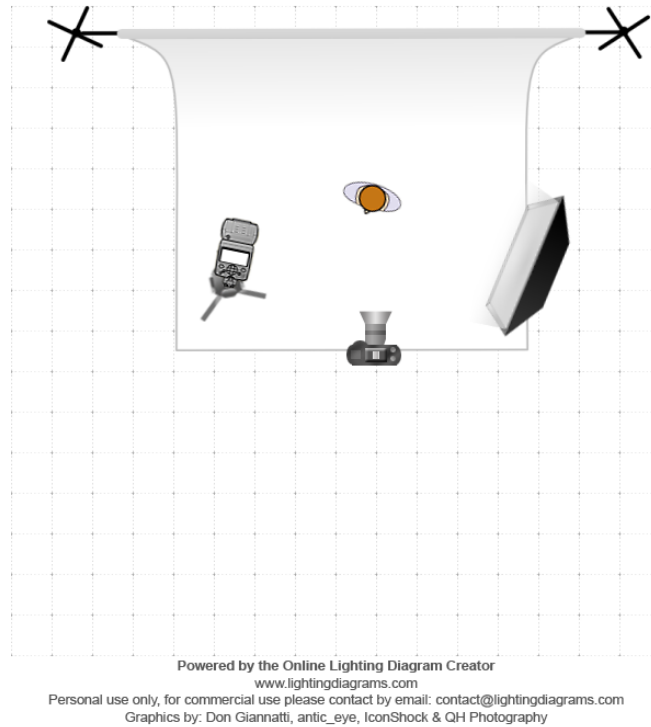 Powered by the Online Lighting Diagram Creator
www.lightingdiagrams.com
Personal use only, for commercial use please contact by email: contact@lightingdiagrams.com
Graphics by: Don Giannatti, antic_eye, IconShock & QH Photography